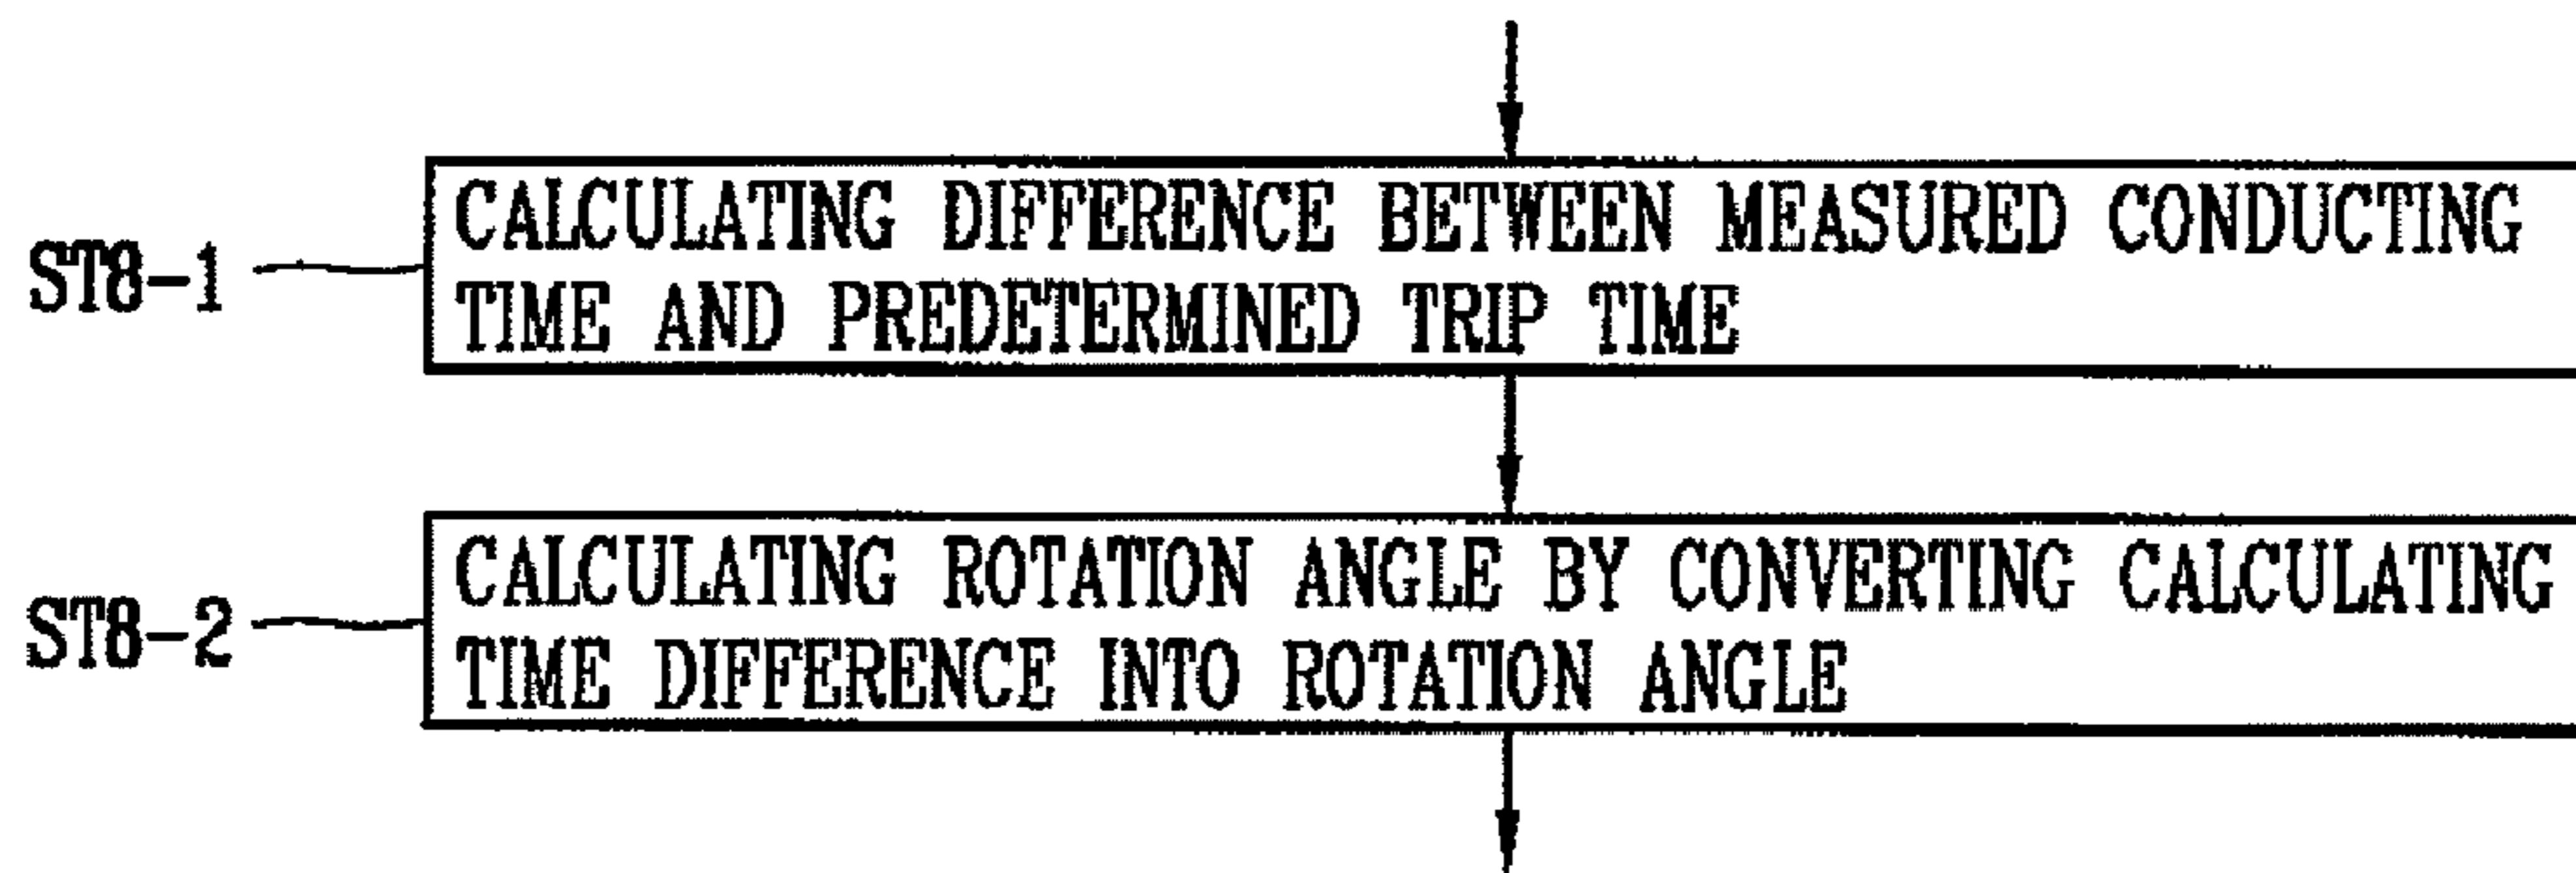 ST8-1
CALCULATING DIFFERENCE BETWEEN MEASURED CONDUCTING
TIME AND PREDETERMINED TRIP TIME
ST8-2
CALCULATING ROTATION ANGLE BY CONVERTING CALCULATING
TIME DIFFERENCE INTO ROTATION ANGLE